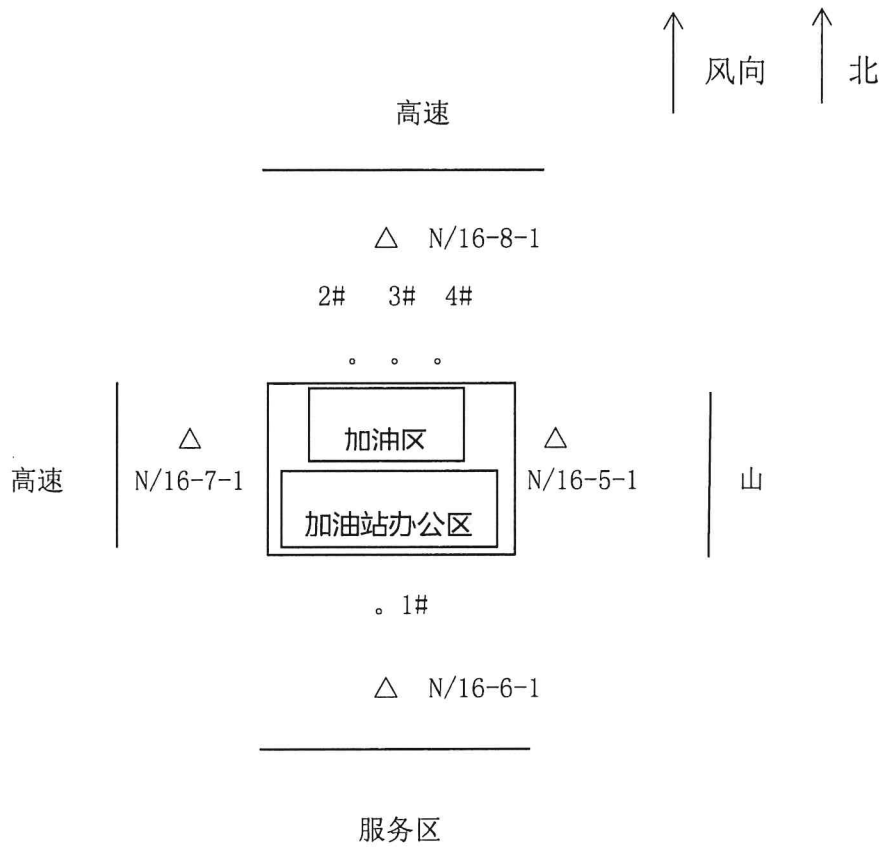 风向 北
高速
△ N/16-8-1
2# 3# 4#
加油区
高速
△
N/16-7-1
△
N/16-5-1
山
加油站办公区
1#
△ N/16-6-1
服务区